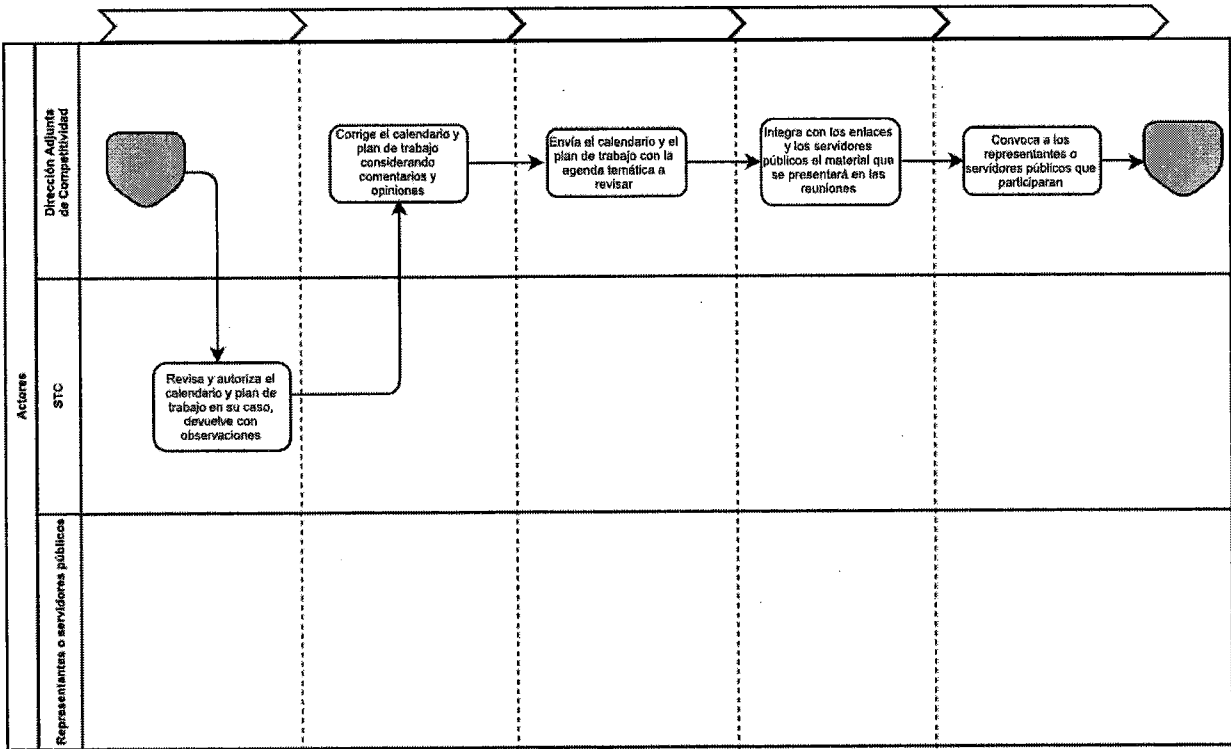 Actores
Dirección Adjunta
de Competitividad
STC
Representantes o servidores públicos
Corrige el calendario y
plan de trabajo
considerando
comentarios y
opiniones
Envía el calendario y el
plan de trabajo con la
agenda temática a
revisar
Integra con los enlaces
y los servidores
públicos el material que
se presentará en las
reuniones
Convoca a los
representantes o
servidores públicos que
participaran
Revisa y autoriza el
calendario y plan de
trabajo en su caso,
devuelve con
observaciones